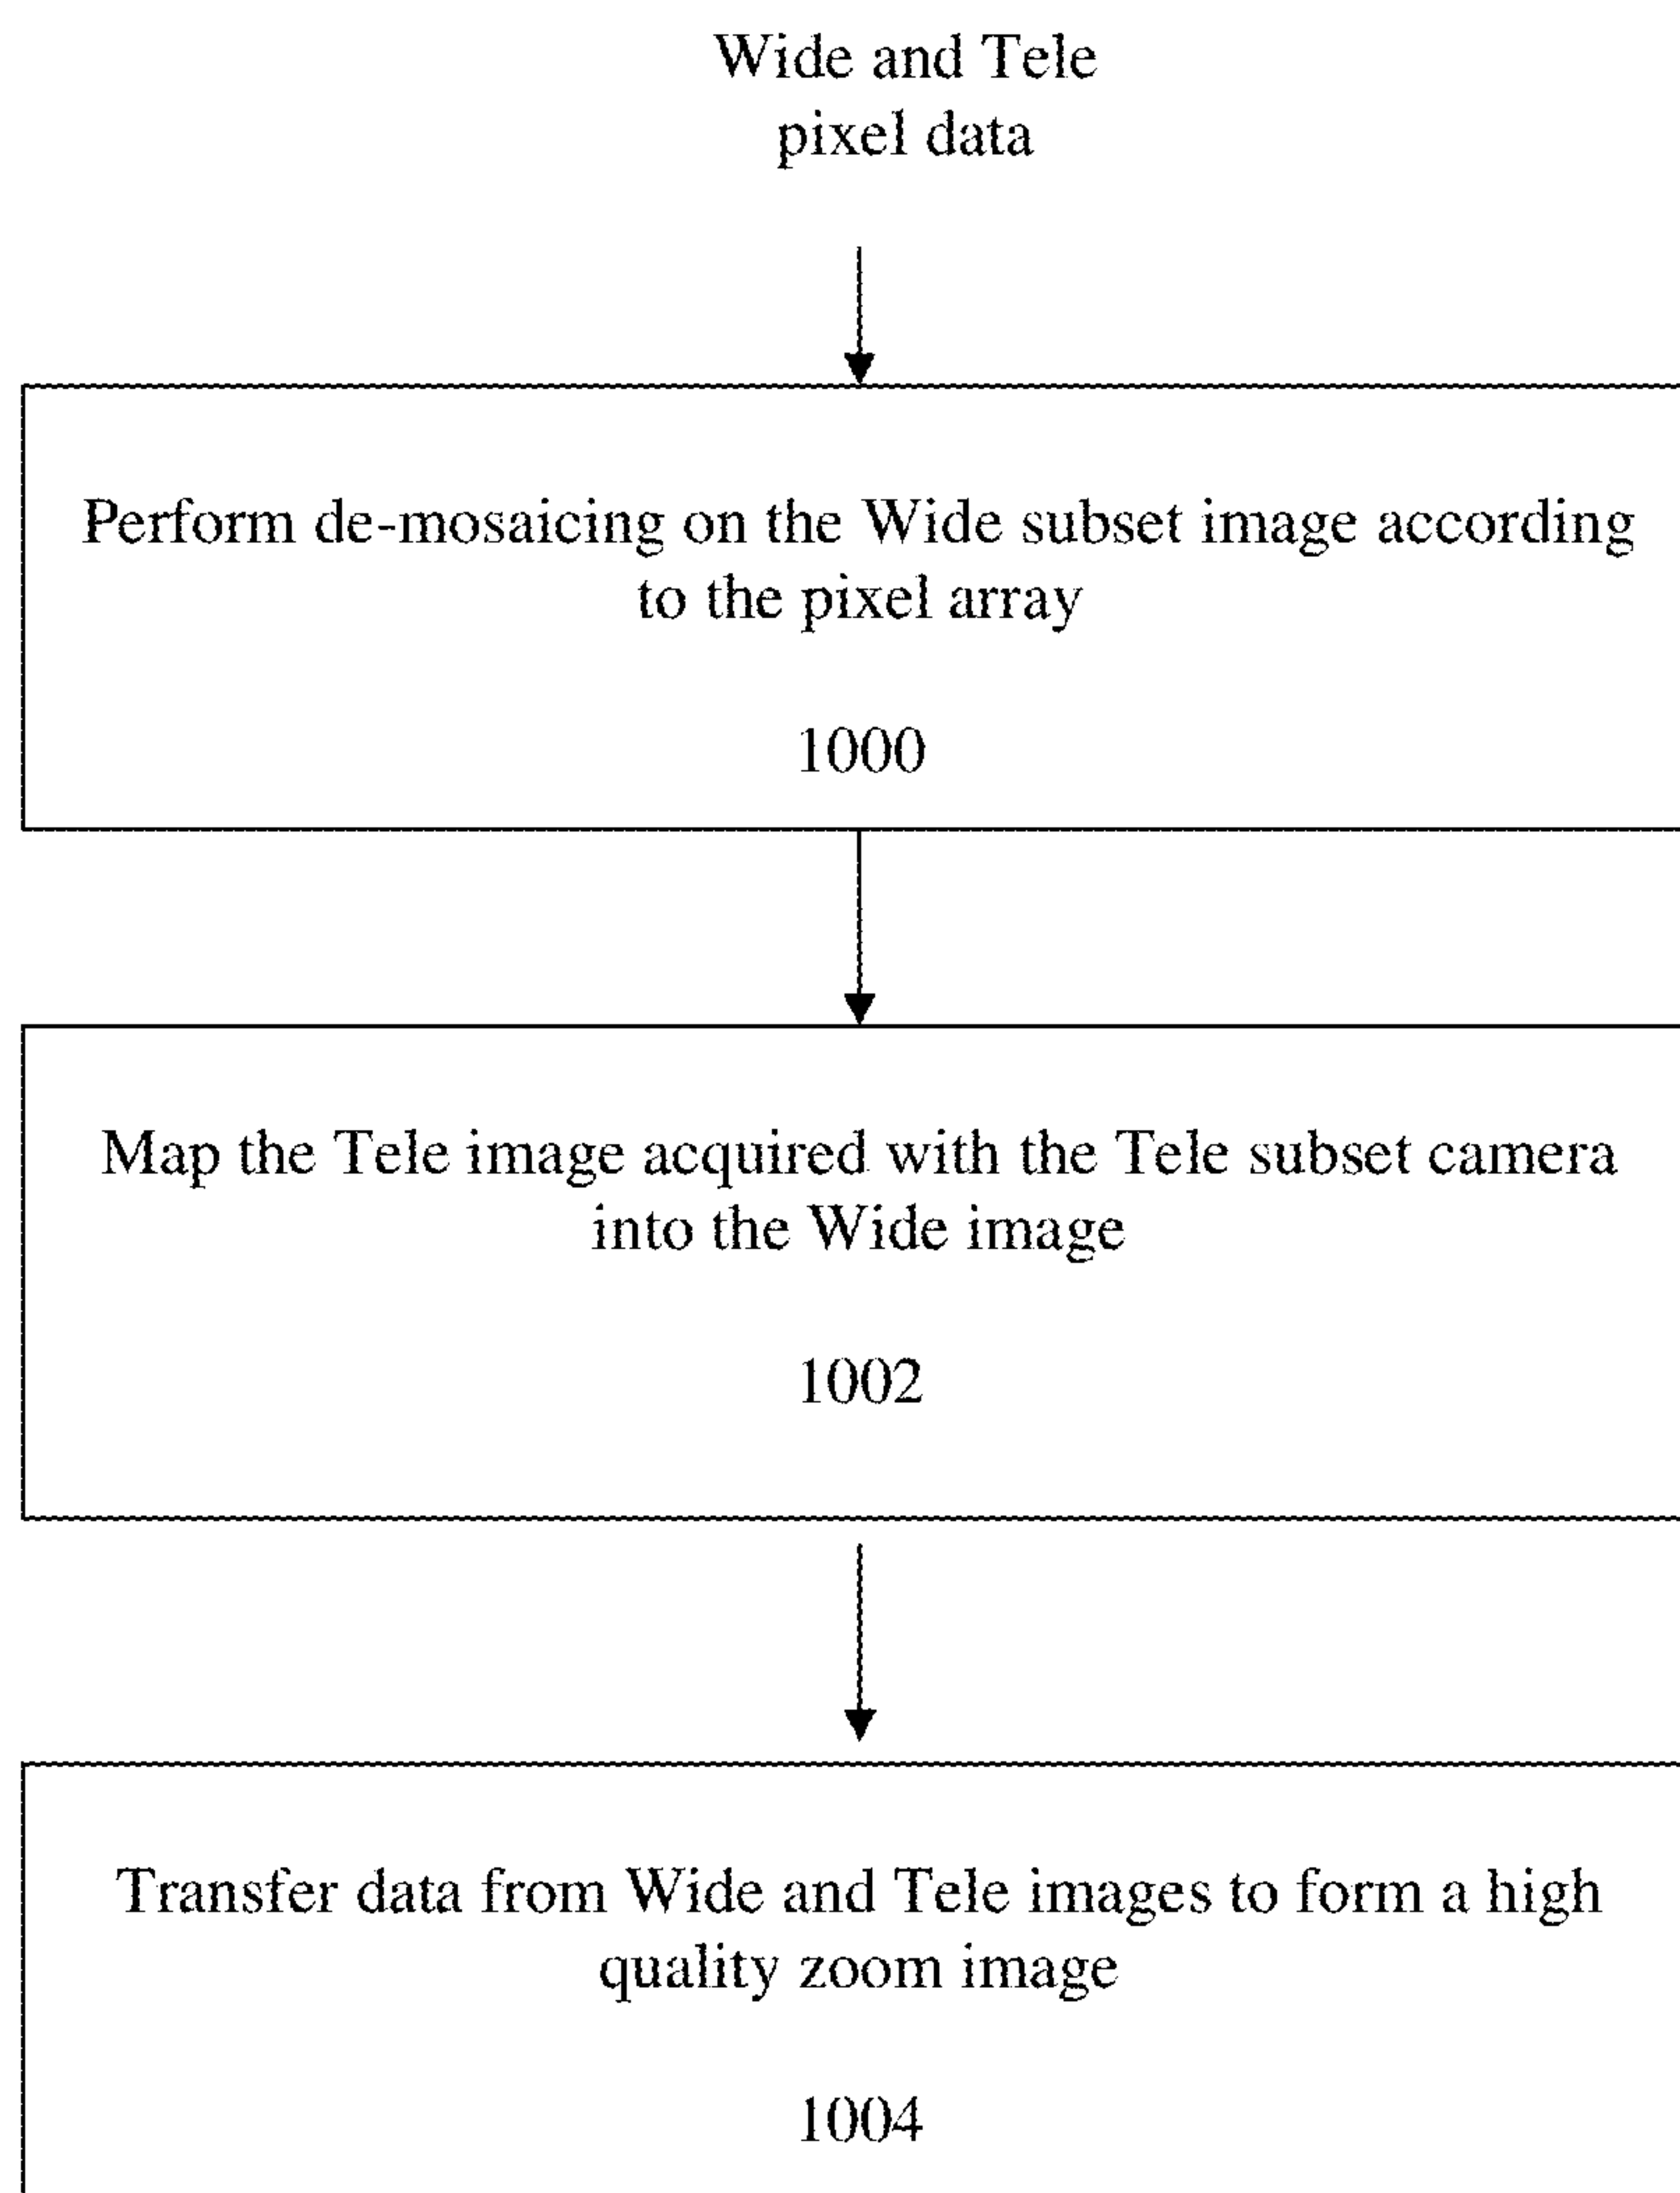 Wide and Tele
pixel data
Perform de-mosaicing on the Wide subset image according
to the pixel array
1000
Map the Tele image acquired with the Tele subset camera
into the Wide image
1002
Transfer data from Wide and Tele images to form a high
quality zoom image
1004